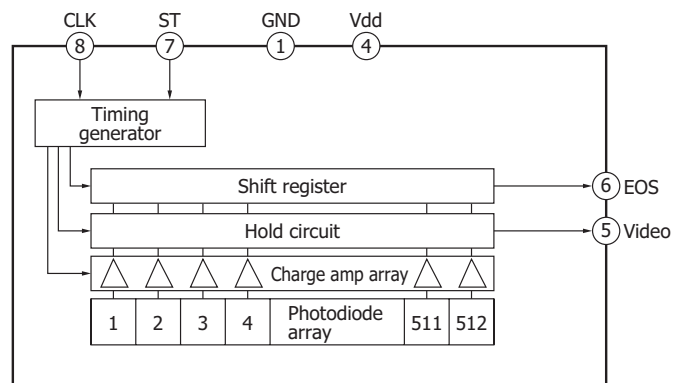 CLK ST GND Vdd
8 7 1 4
Timing
generator
Shift register
6 EOS
Hold circuit
5 Video
Charge amp array
1 2 3 4 Photodiode
array 511 512